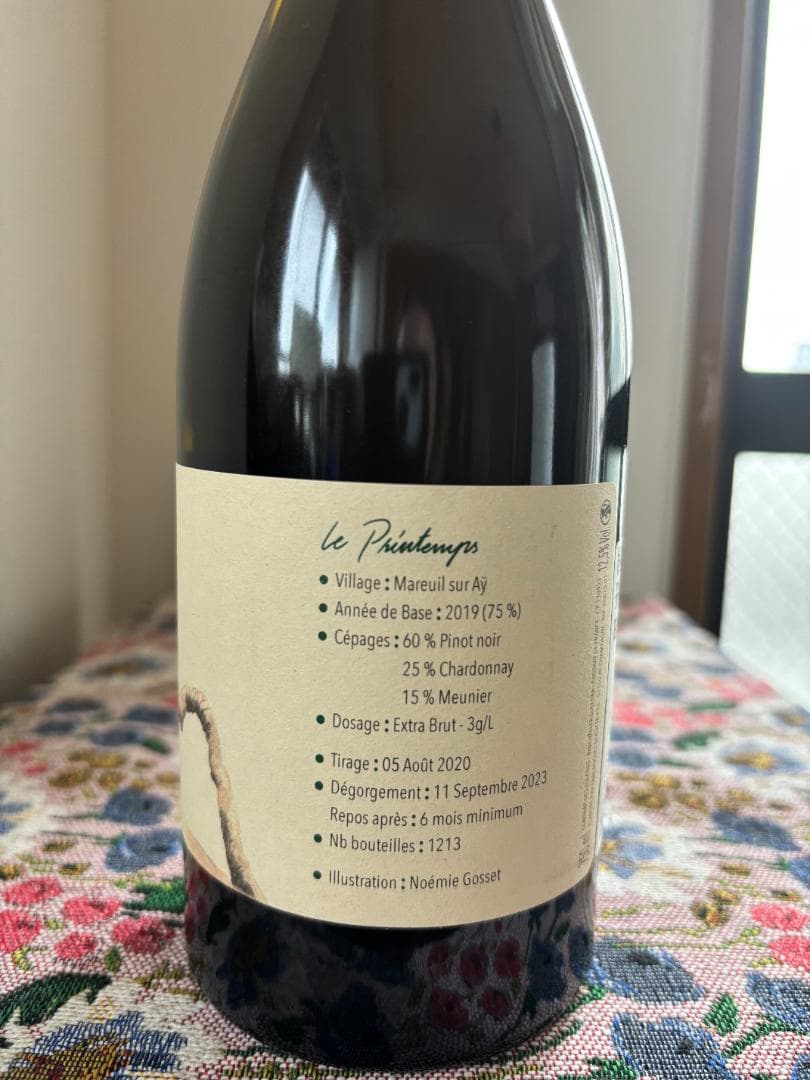 Le Printemps
• Village : Mareuil sur Aÿ
• Année de Base : 2019 (75 %)
• Cépages : 60 % Pinot noir
25 % Chardonnay
15 % Meunier
• Dosage : Extra Brut - 3g/L
• Tirage : 05 Août 2020
• Dégorgement : 11 Septembre 2023
Repos après : 6 mois minimum
• Nb bouteilles : 1213
• Illustration : Noémie Gosset
12,5% Vol.